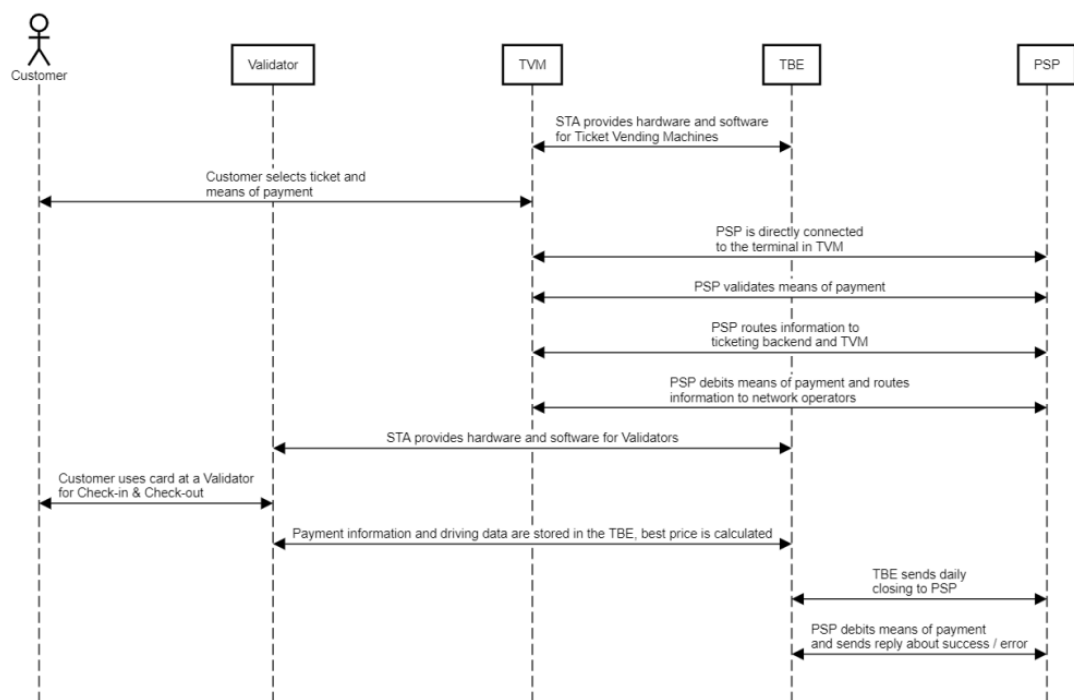 Customer
Validator
TVM
TBE
PSP
STA provides hardware and software
for Ticket Vending Machines
Customer selects ticket and
means of payment
PSP is directly connected
to the terminal in TVM
PSP validates means of payment
PSP routes information to
ticketing backend and TVM
PSP debits means of payment and routes
information to network operators
STA provides hardware and software for Validators
Customer uses card at a Validator
for Check-in & Check-out
Payment information and driving data are stored in the TBE, best price is calculated
TBE sends daily
closing to PSP
PSP debits means of payment
and sends reply about success / error